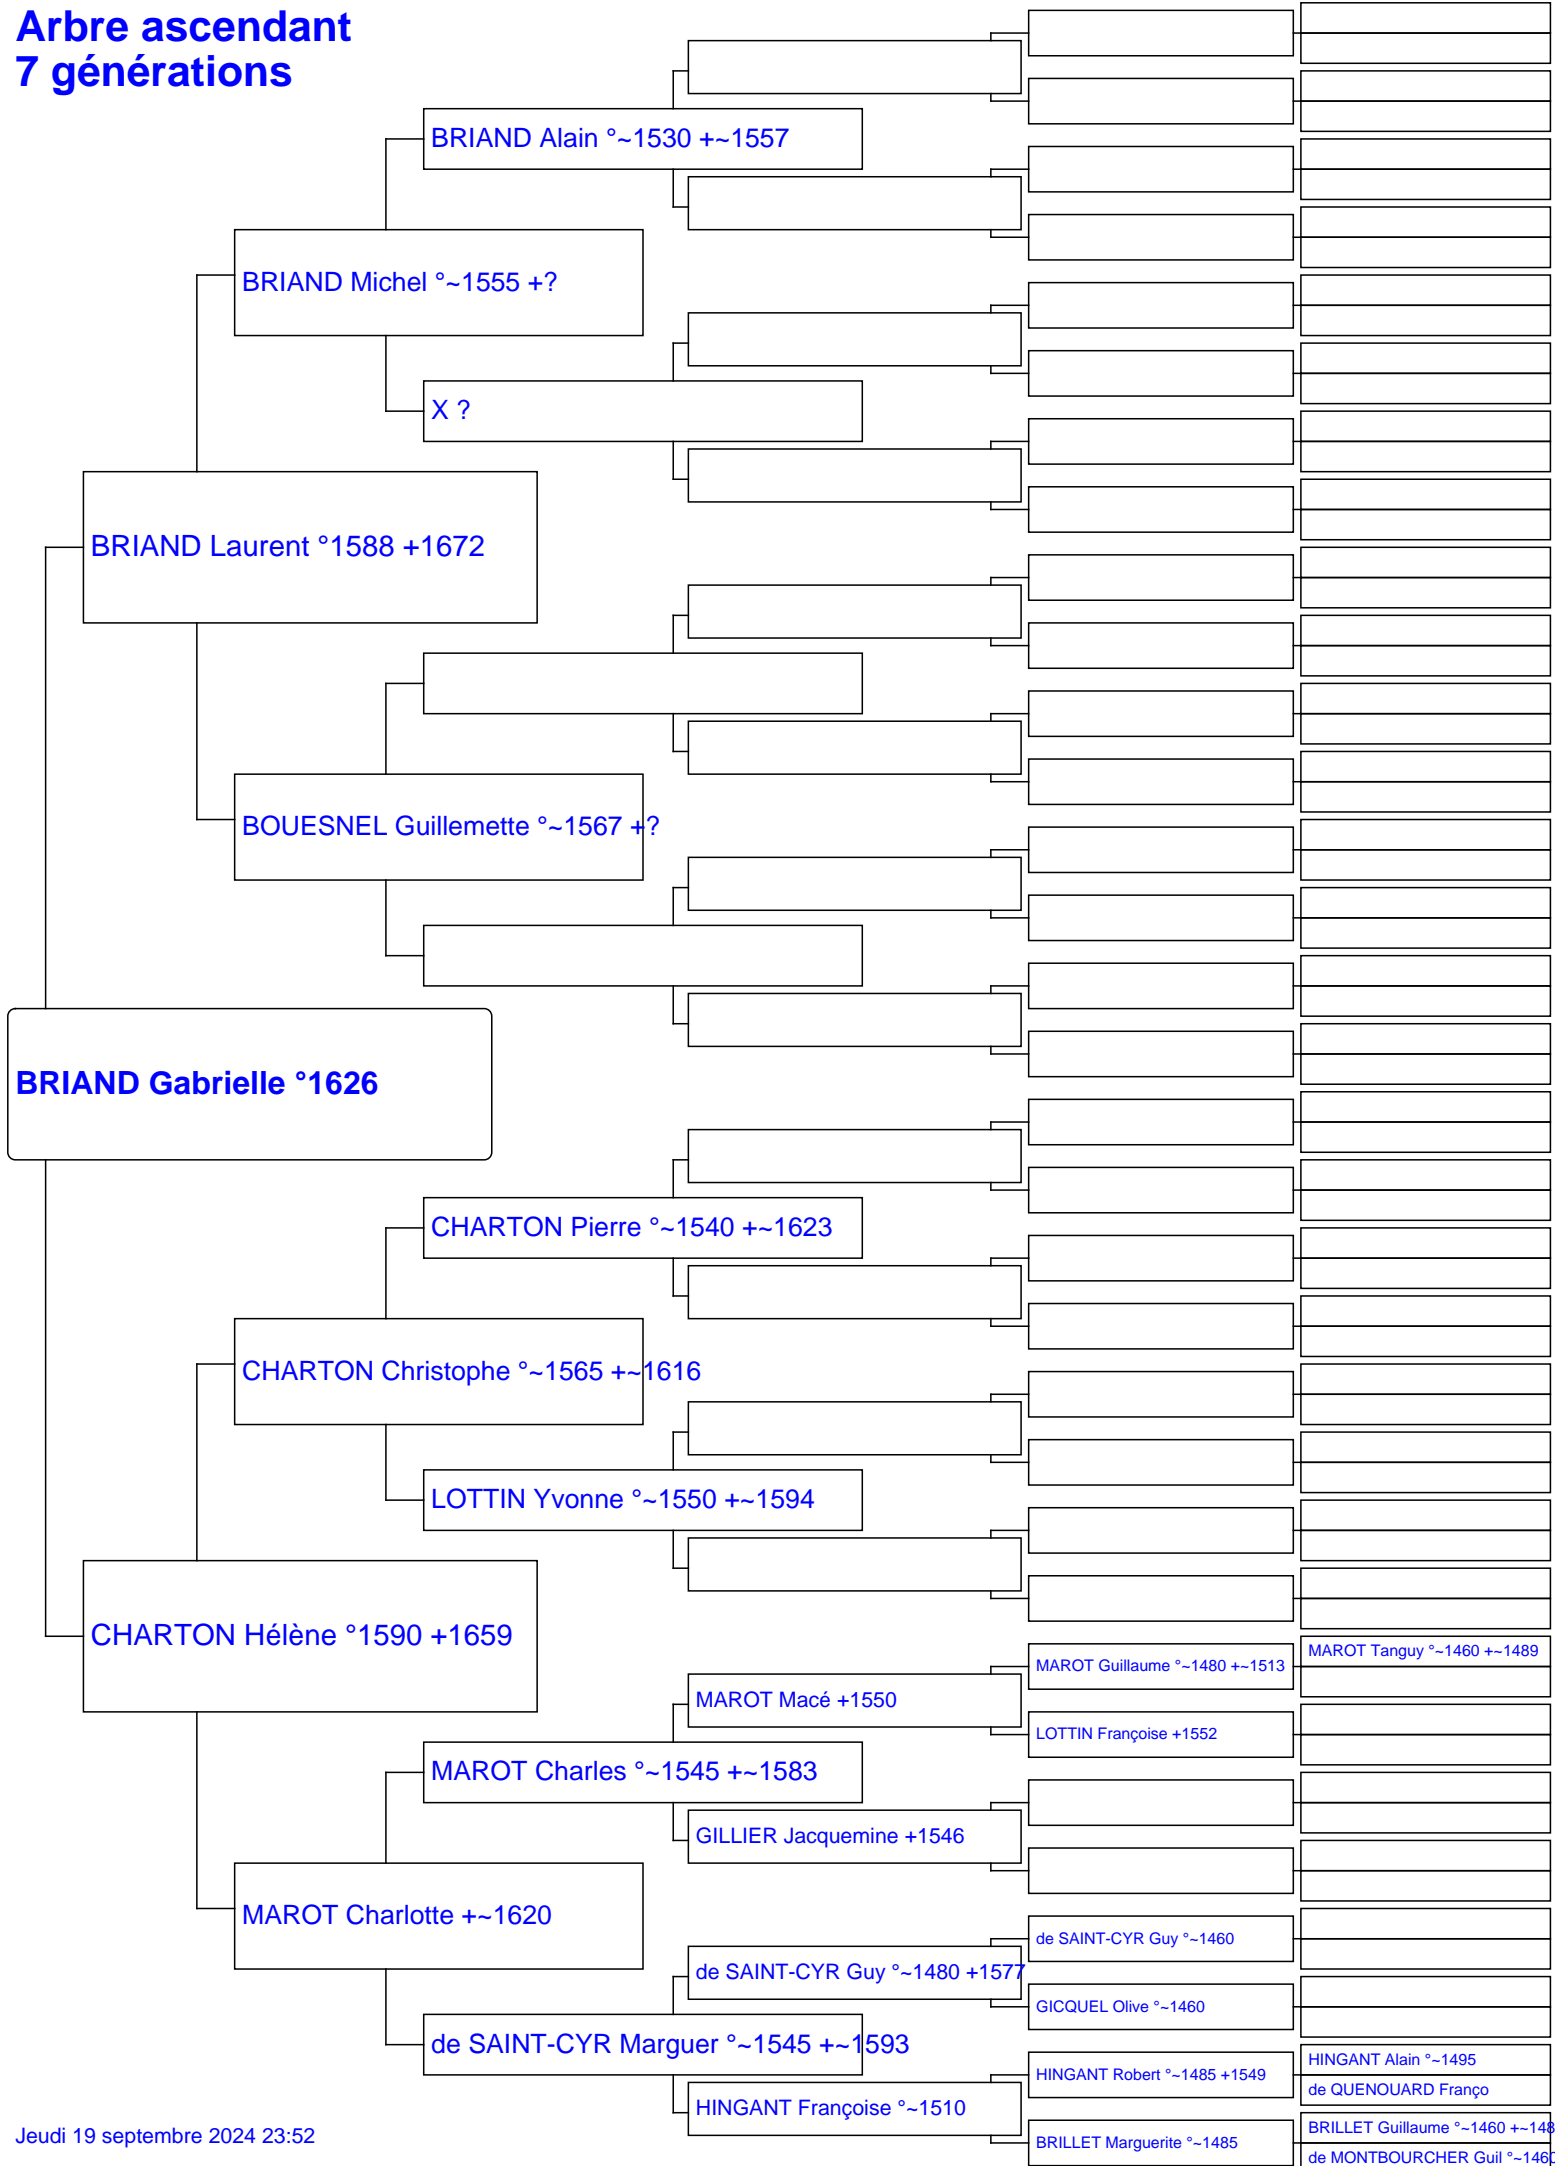 Arbre ascendant
7 générations
BRIAND Alain °~1530 +~1557
BRIAND Michel °~1555 +?
X ?
BRIAND Laurent °1588 +1672
BOUESNEL Guillemette °~1567 +?
BRIAND Gabrielle °1626
CHARTON Pierre °~1540 +~1623
CHARTON Christophe °~1565 +~1616
LOTTIN Yvonne °~1550 +~1594
CHARTON Hélène °1590 +1659
MAROT Tanguy °~1460 +~1489
MAROT Guillaume °~1480 +~1513
MAROT Macé +1550
LOTTIN Françoise +1552
MAROT Charles °~1545 +~1583
GILLIER Jacquemine +1546
MAROT Charlotte +~1620
de SAINT-CYR Guy °~1460
de SAINT-CYR Guy °~1480 +1577
GICQUEL Olive °~1460
de SAINT-CYR Marguer °~1545 +~1593
HINGANT Alain °~1495
HINGANT Robert °~1485 +1549
de QUENOUARD Franço
HINGANT Françoise °~1510
BRILLET Guillaume °~1460 +~148
BRILLET Marguerite °~1485
de MONTBOURCHER Guil °~1460
Jeudi 19 septembre 2024 23:52